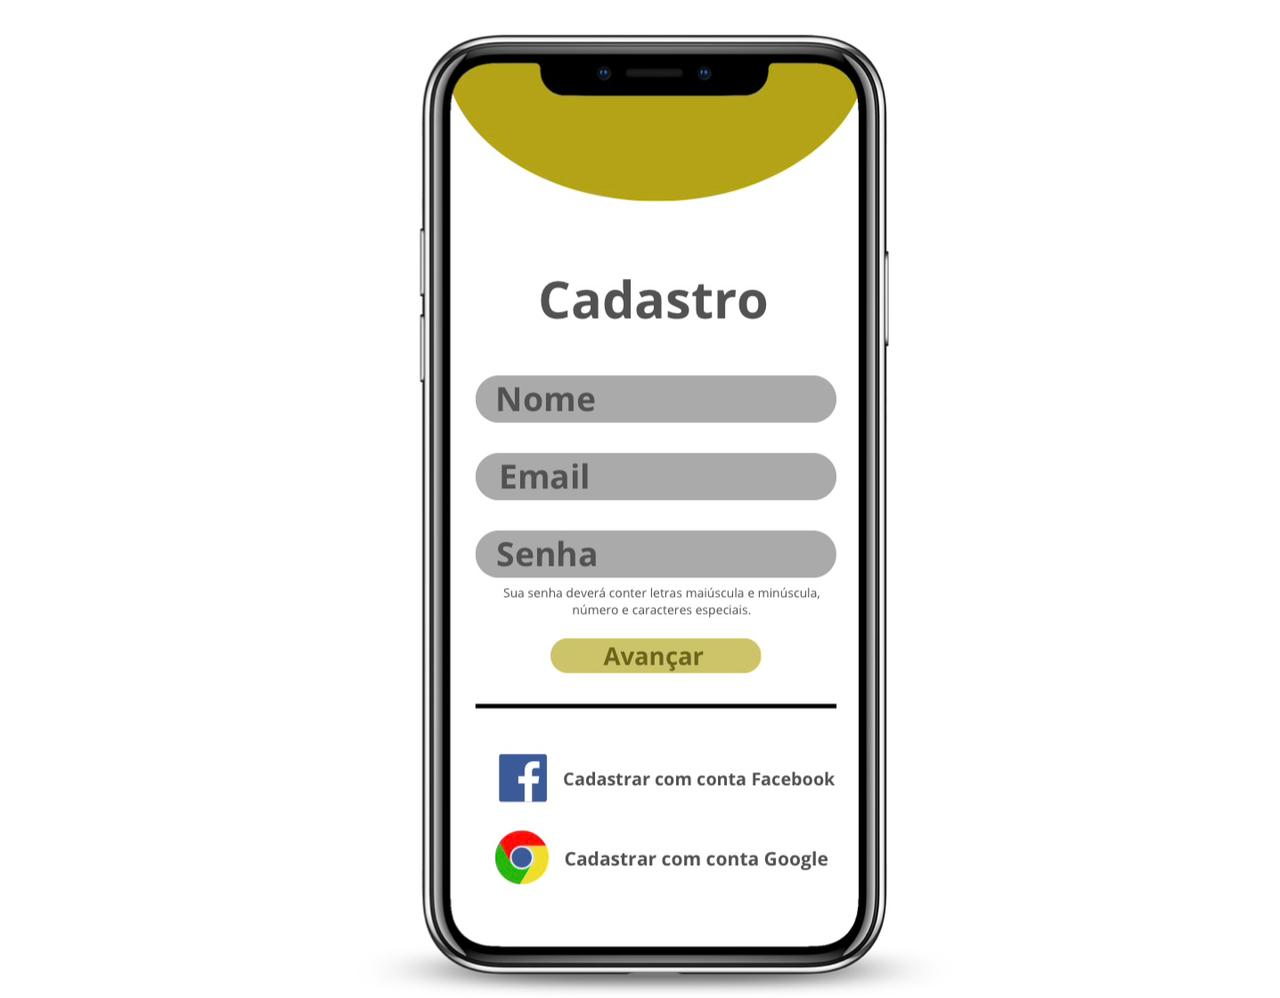 Cadastro
Nome
Email
Senha
Sua senha deverá conter letras maiúscula e minúscula,
número e caracteres especiais.
Avançar
Cadastrar com conta Facebook
Cadastrar com conta Google